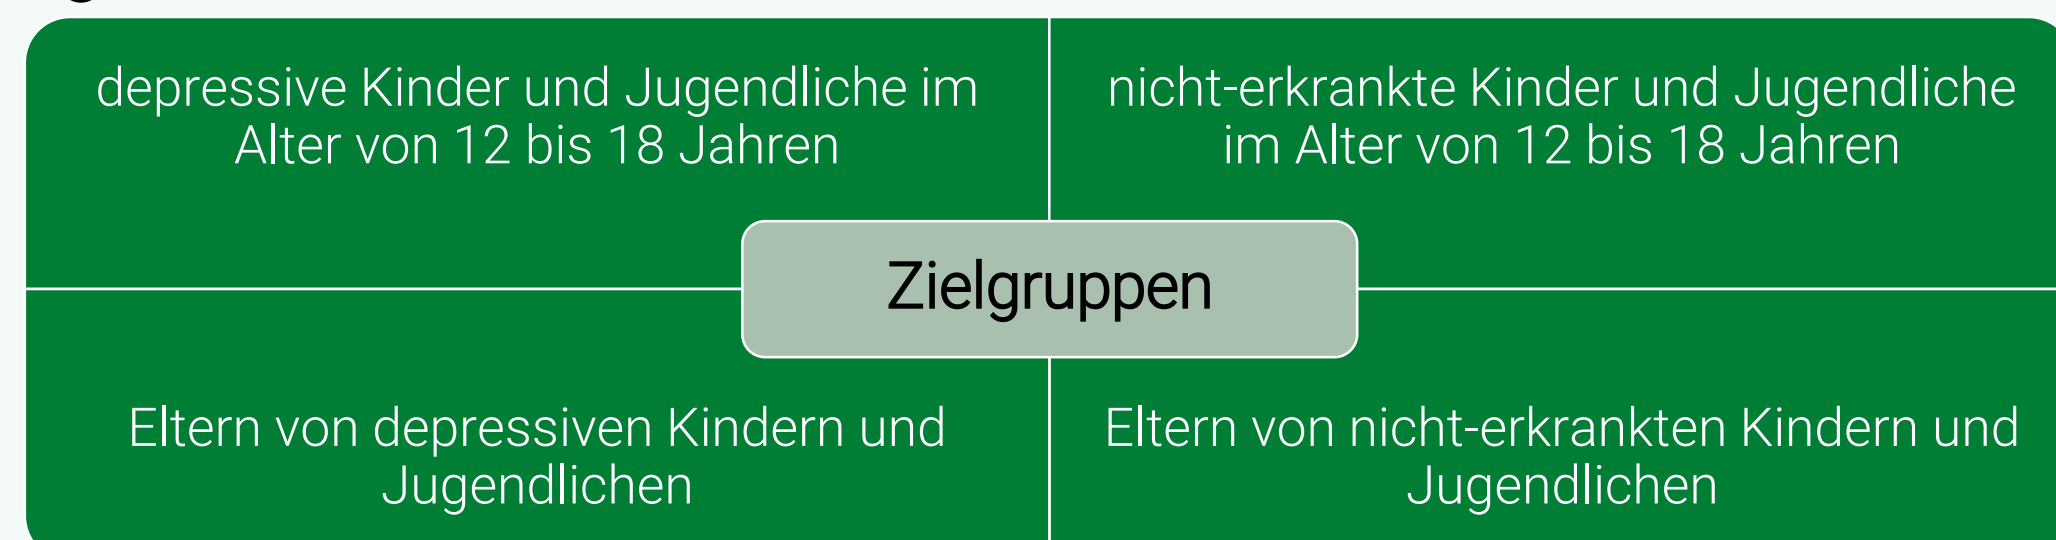 depressive Kinder und Jugendliche im
Alter von 12 bis 18 Jahren
nicht-erkrankte Kinder und Jugendliche
im Alter von 12 bis 18 Jahren
Zielgruppen
Eltern von depressiven Kindern und
Jugendlichen
Eltern von nicht-erkrankten Kindern und
Jugendlichen